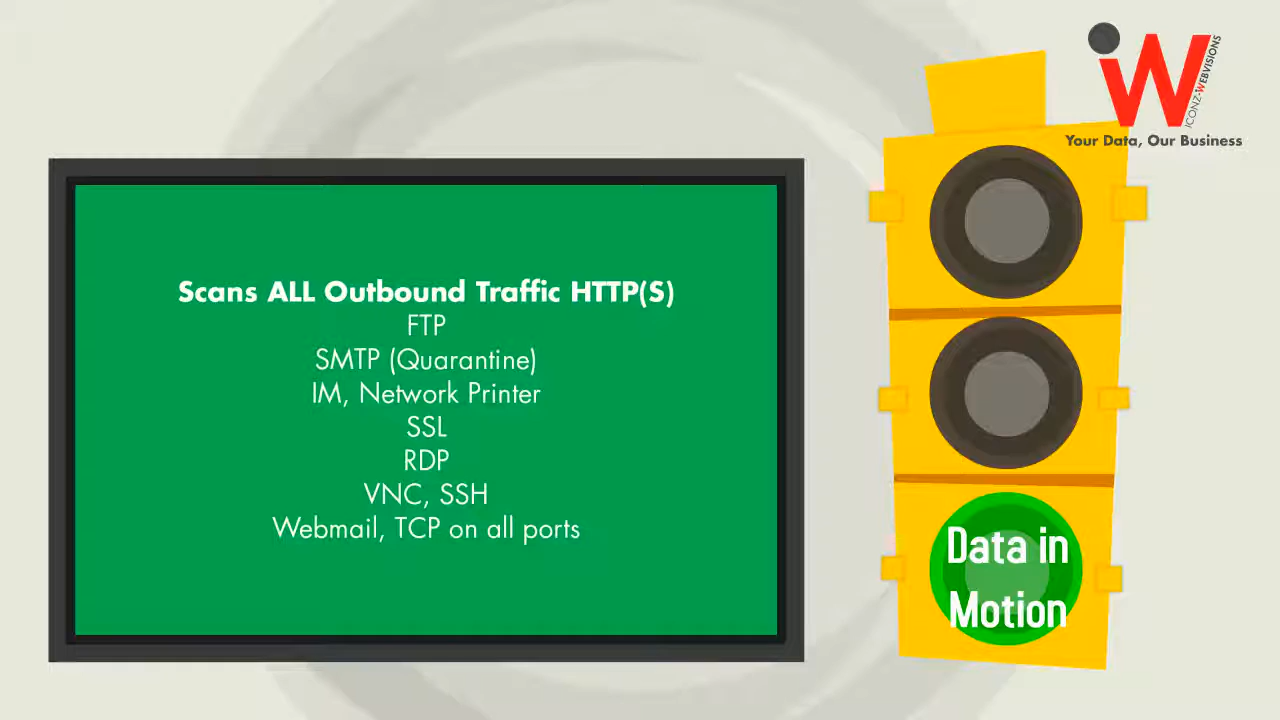 Scans ALL Outbound Traffic HTTP(S)
FTP
SMTP (Quarantine)
IM, Network Printer
SSL
RDP
VNC, SSH
Webmail, TCP on all ports
iW
ICONZ-WEBVISIONS
Your Data, Our Business
Data in
Motion